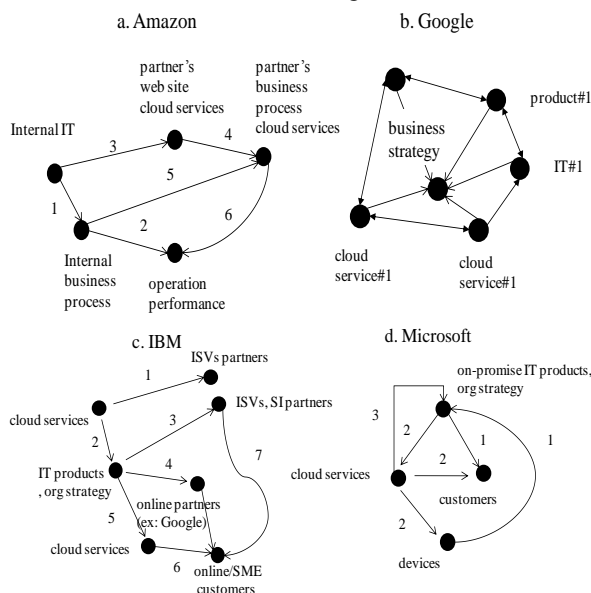 a. Amazon
b. Google
partner's
web site
cloud services
partner's
business
process
cloud services
Internal IT
3
4
5
1
2
6
Internal
business
process
operation
performance
product#1
business
strategy
IT#1
cloud
service#1
cloud
service#1
c. IBM
ISVs partners
1
ISVs, SI partners
cloud services
2
3
7
IT products
, org strategy
4
online partners
(ex: Google)
5
cloud services
6
online/SME
customers
d. Microsoft
on-promise IT products,
org strategy
3
2
1
1
cloud services
2
customers
2
devices